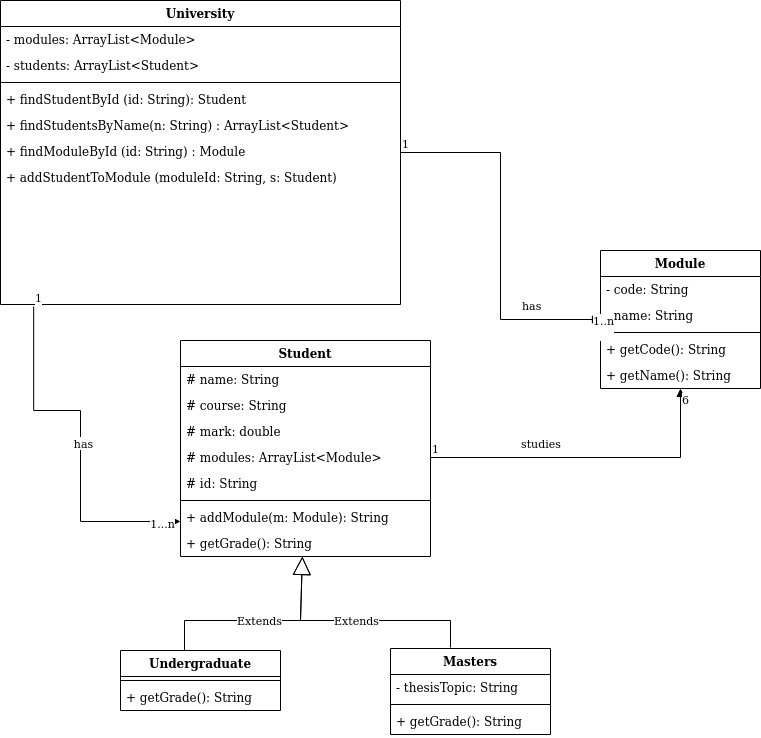 University
- modules: ArrayList<Module>
- students: ArrayList<Student>
+ findStudentById (id: String): Student
+ findStudentsByName(n: String) : ArrayList<Student>
+ findModuleById (id: String) : Module
+ addStudentToModule (moduleId: String, s: Student)
1
1
has
1..n
Module
- code: String
name: String
+ getCode(): String
+ getName(): String
6
has
1...n
Student
# name: String
# course: String
# mark: double
# modules: ArrayList<Module>
# id: String
+ addModule(m: Module): String
+ getGrade(): String
1
studies
Extends
Extends
Undergraduate
+ getGrade(): String
Masters
- thesisTopic: String
+ getGrade(): String